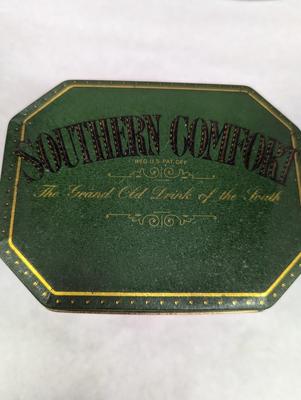 SOUTHERN COMFORT
REG. U.S. PAT. OFF.
The Grand Old Drink of the South